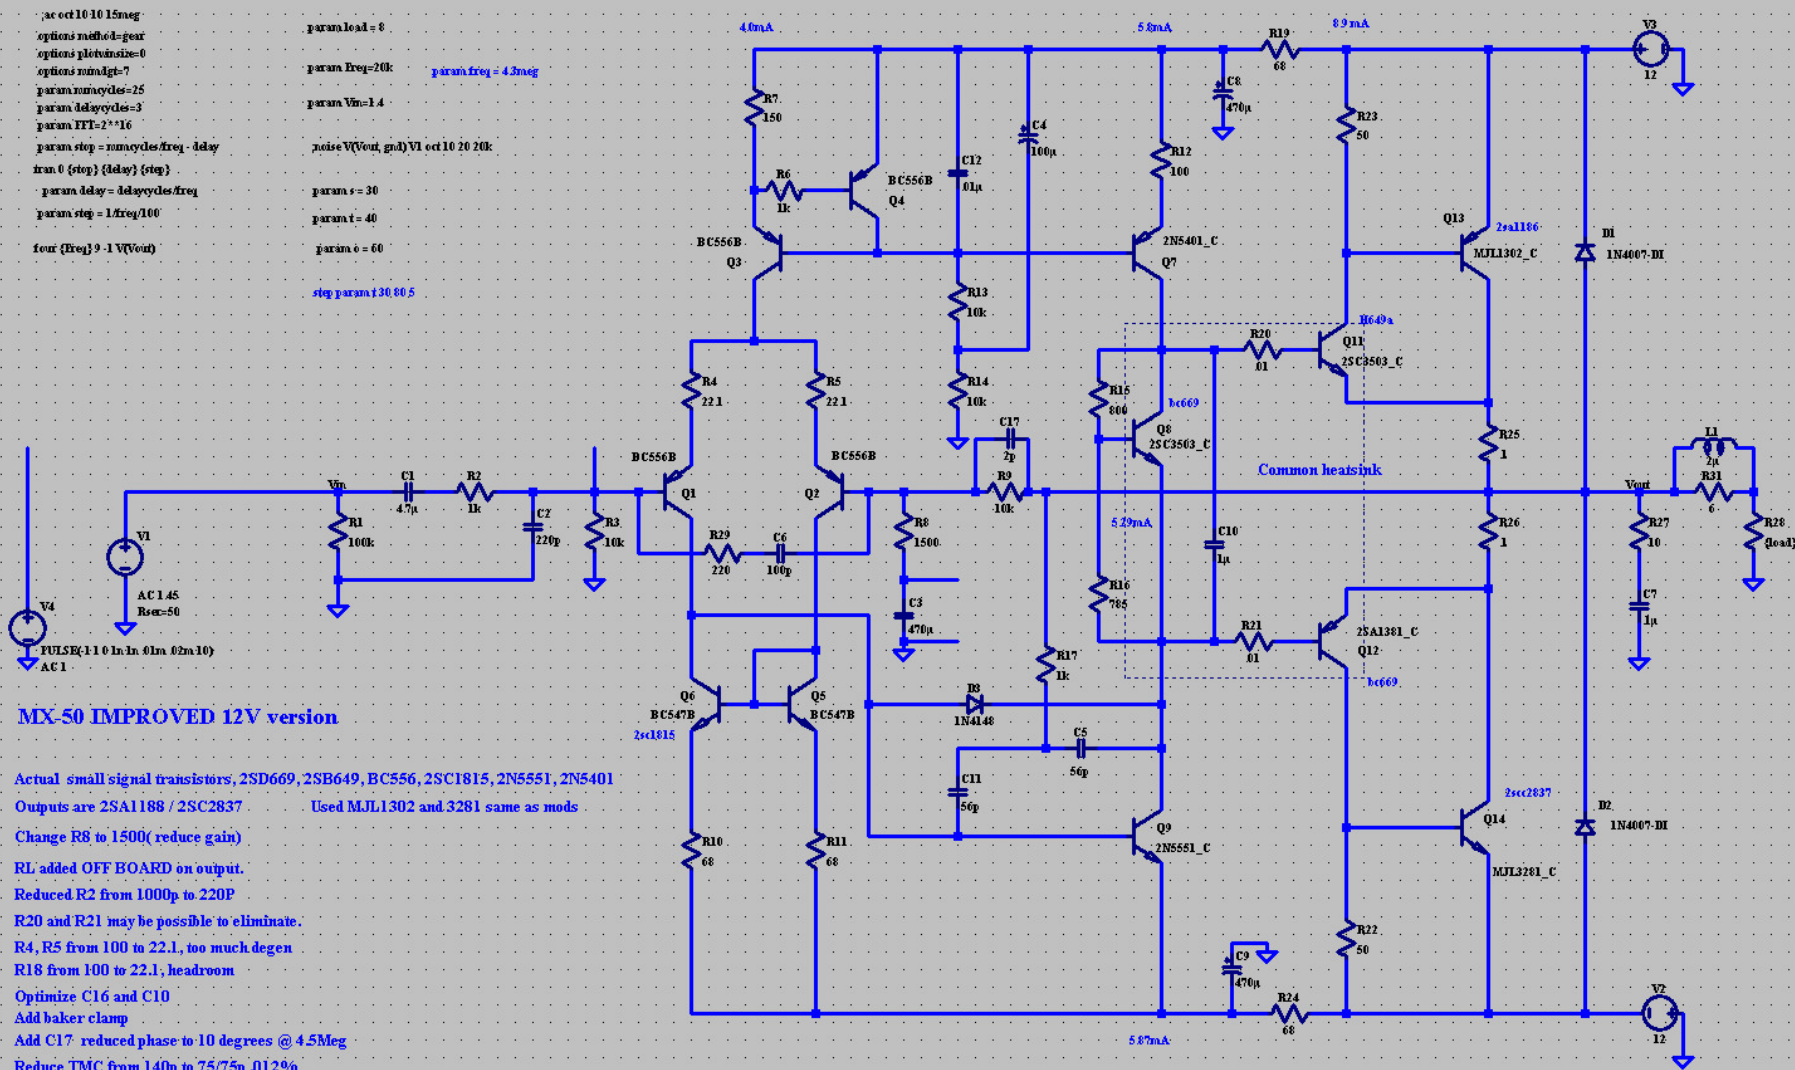 ;ac oct 10 10 15meg
.options method=gear
.options plotwinsize=0
.options numdgt=7
.param numcycles=25
.param delaycycles=3
.param FFT=2**16
.param stop = numcycles/freq - delay
.tran 0 {stop} {delay} {step}
.param delay = delaycycles/freq
.param step = 1/freq/100
.four {Freq} 9 -1 V(Vout)
.param load = 8
.param Freq=20k
.param freq = 4.3meg
.param Vin=1.4
;noise V(Vout, gnd) V1 oct 10 20 20k
.param s = 30
.param t = 40
.param o = 60
.step param t 30 80 5
4.0mA
5.8mA
8.9 mA
R19
68
V3
12
C8
470µ
R7
150
C4
100µ
R23
50
R12
100
C12
.01µ
R6
1k
BC556B
Q4
Q13
2sa1186
MJL1302_C
D1
1N4007-DI
BC556B
Q3
2N5401_C
Q7
R13
10k
H649a
R20
.01
Q11
2SC3503_C
R4
22.1
R5
22.1
R14
10k
R15
800
bc669
Q8
2SC3503_C
C17
2p
R25
1
L1
2µ
Common heatsink
BC556B
Q1
BC556B
Q2
Vin
C1
4.7µ
R2
1k
R9
10k
Vout
R31
6
R1
100k
C2
220p
R3
10k
R8
1500
5.29mA
C10
1µ
R26
1
R27
10
R28
{load}
V1
AC 1.45
Rser=50
R29
220
C6
100p
R16
785
V4
PULSE(-1 1 0 1n 1n .01m .02m 10)
AC 1
C3
470µ
C7
.1µ
R21
.01
2SA1381_C
Q12
R17
1k
bc669
Q6
BC547B
2sc1815
Q5
BC547B
D3
1N4148
MX-50 IMPROVED 12V version
C5
56p
C11
56p
Actual small signal transistors, 2SD669, 2SB649, BC556, 2SC1815, 2N5551, 2N5401
Outputs are 2SA1188 / 2SC2837
Used MJL1302 and 3281 same as mods
2scc2837
Q14
MJL3281_C
D2
1N4007-DI
Q9
2N5551_C
R10
68
R11
68
Change R8 to 1500( reduce gain)
RL added OFF BOARD on output.
Reduced R2 from 1000p to 220P
R20 and R21 may be possible to eliminate.
R4, R5 from 100 to 22.1, too much degen
R18 from 100 to 22.1, headroom
Optimize C16 and C10
Add baker clamp
Add C17 reduced phase to 10 degrees @ 4.5Meg
Reduce TMC from 140p to 75/75p .012%
R22
50
C9
470µ
R24
68
V2
12
5.87mA